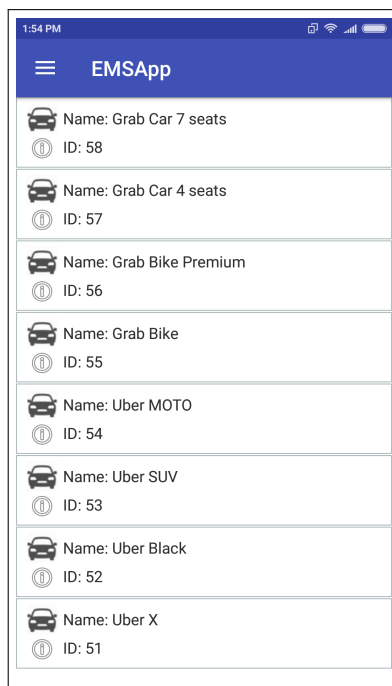 1:54 PM
EMSApp
Name: Grab Car 7 seats
ID: 58
Name: Grab Car 4 seats
ID: 57
Name: Grab Bike Premium
ID: 56
Name: Grab Bike
ID: 55
Name: Uber MOTO
ID: 54
Name: Uber SUV
ID: 53
Name: Uber Black
ID: 52
Name: Uber X
ID: 51